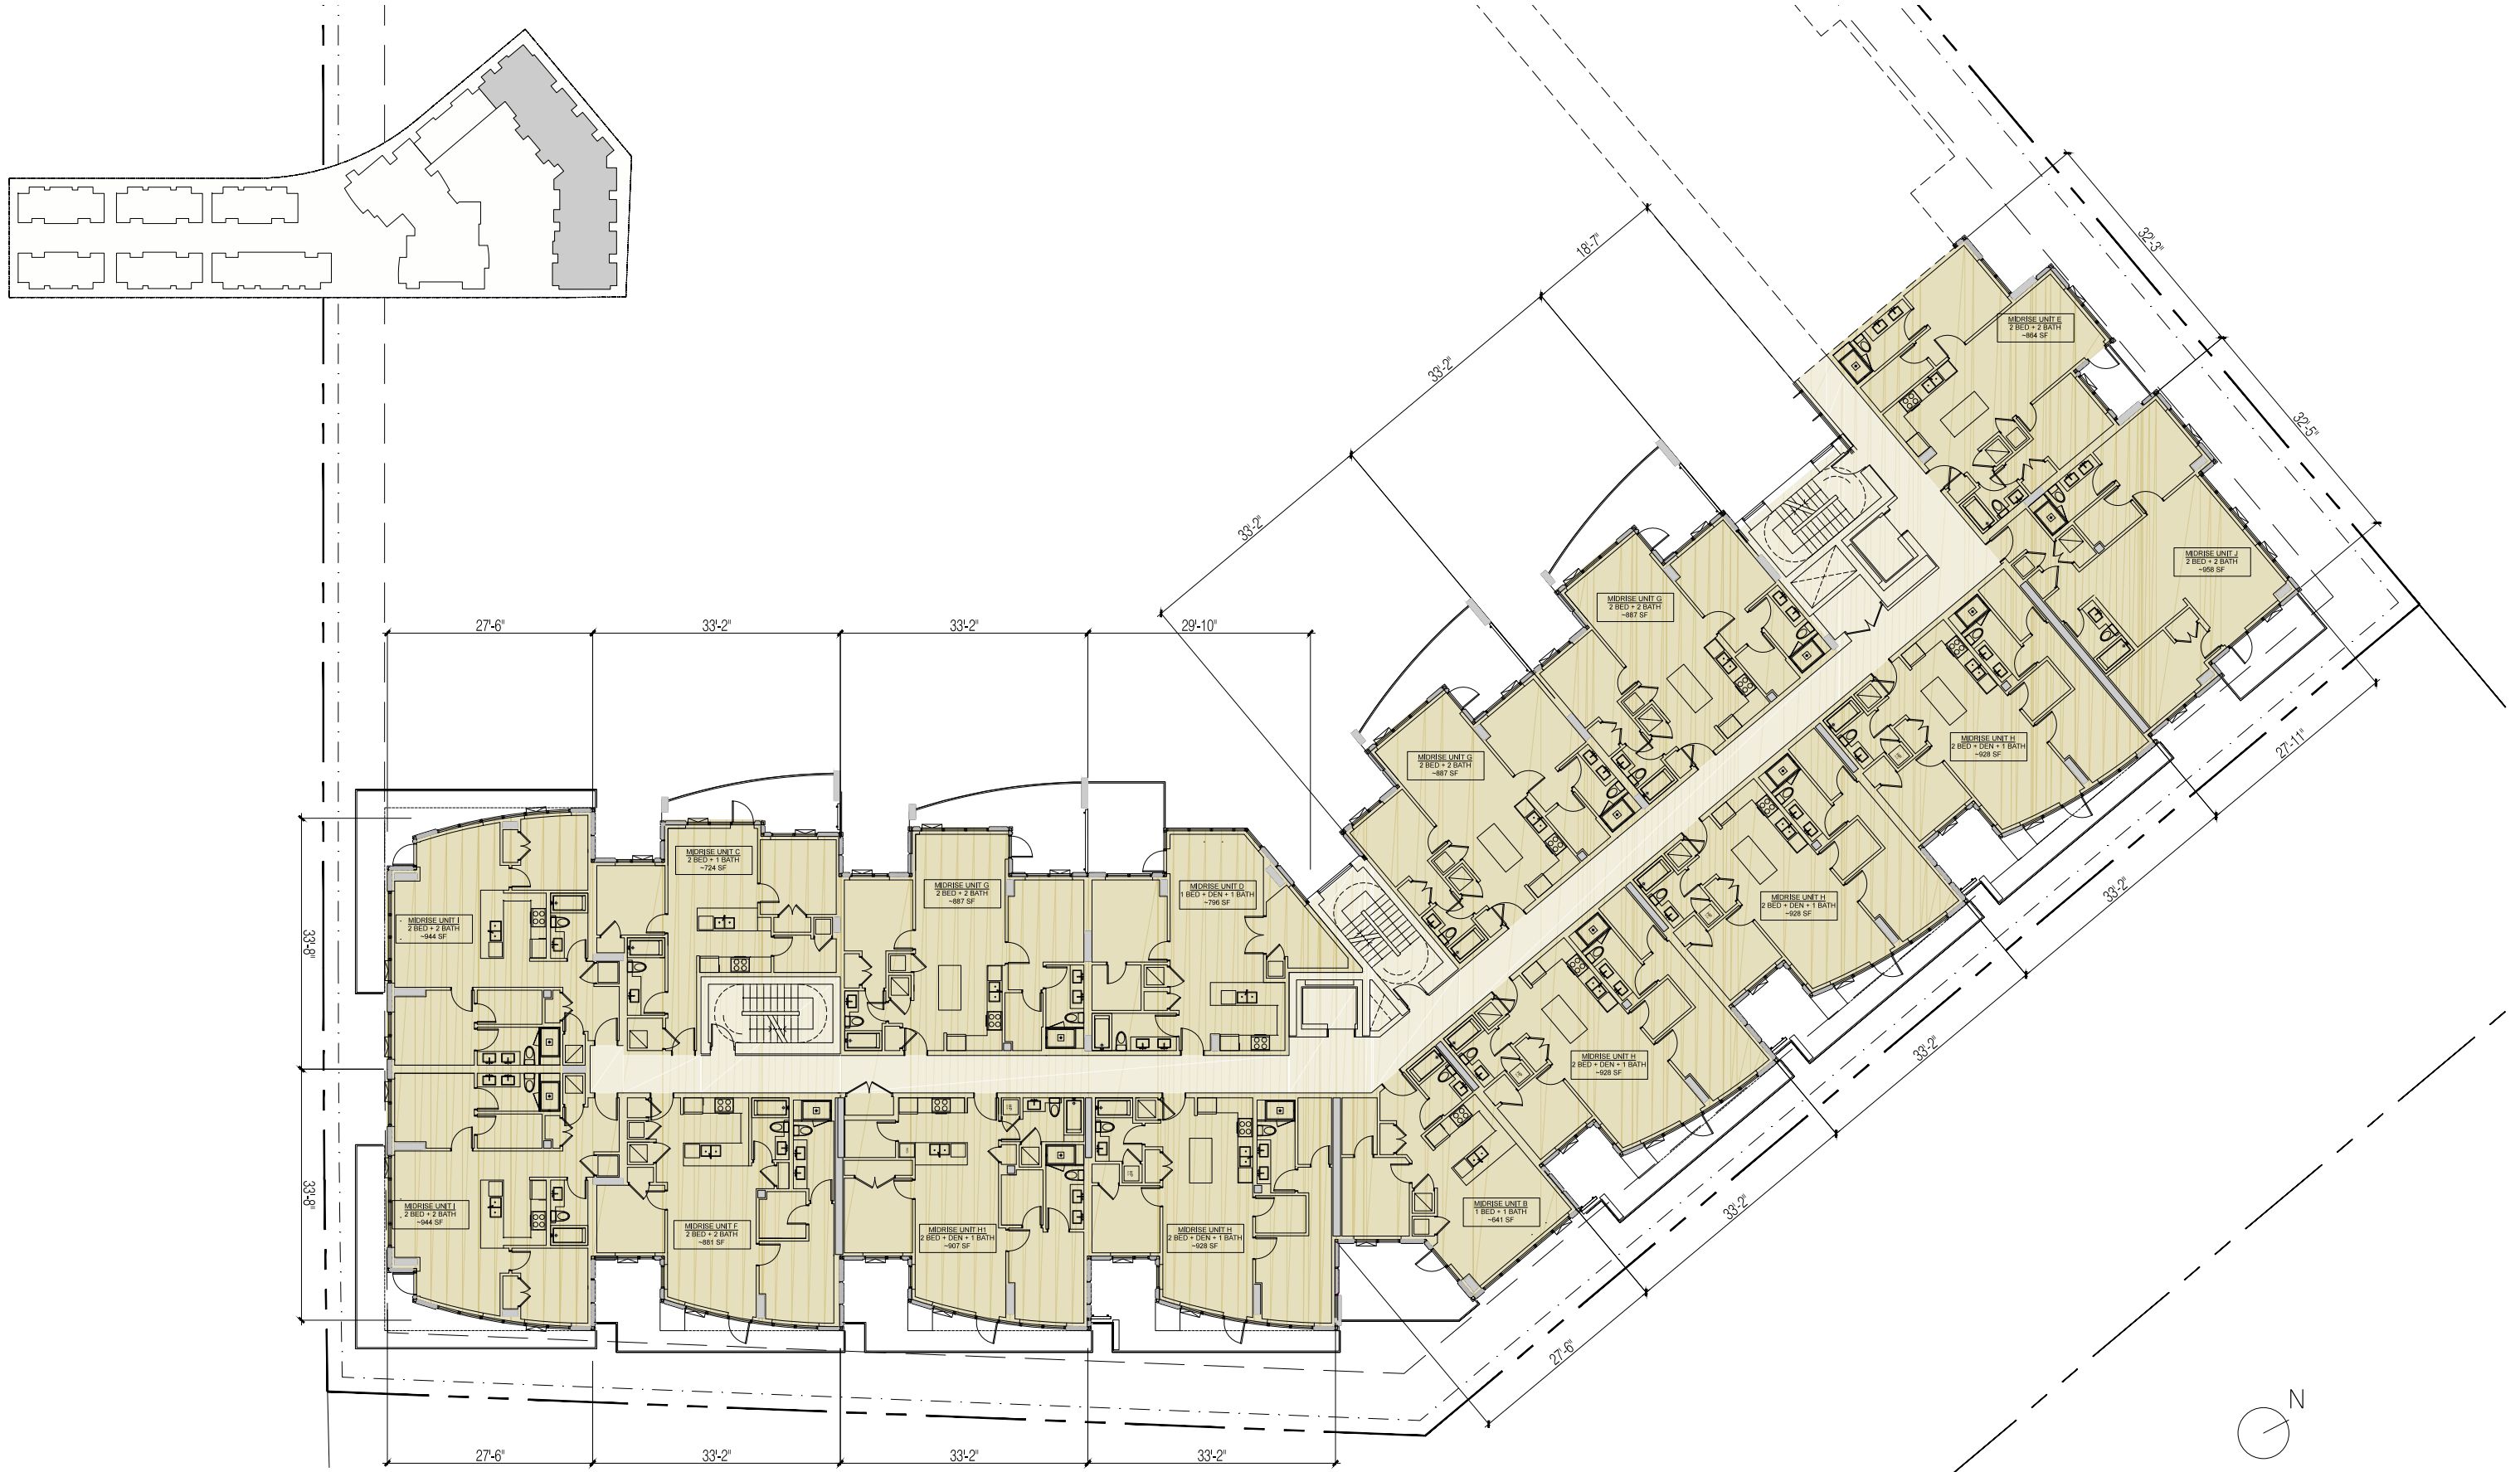 18'-7"
32'-3"
33'-2"
32'-5"
33'-2"
MIDRISE UNIT E
2 BED + 2 BATH
~864 SF
MIDRISE UNIT J
2 BED + 2 BATH
~958 SF
MIDRISE UNIT G
2 BED + 2 BATH
~887 SF
27'-6"
33'-2"
33'-2"
29'-10"
MIDRISE UNIT G
2 BED + 2 BATH
~887 SF
MIDRISE UNIT H
2 BED + DEN + 1 BATH
~928 SF
27'-11"
MIDRISE UNIT C
2 BED + 1 BATH
~724 SF
MIDRISE UNIT G
2 BED + 2 BATH
~887 SF
MIDRISE UNIT D
1 BED + DEN + 1 BATH
~796 SF
MIDRISE UNIT H
2 BED + DEN + 1 BATH
~928 SF
33'-2"
MIDRISE UNIT I
2 BED + 2 BATH
~944 SF
33'-8"
33'-2"
MIDRISE UNIT H
2 BED + DEN + 1 BATH
~928 SF
33'-8"
MIDRISE UNIT I
2 BED + 2 BATH
~944 SF
MIDRISE UNIT F
2 BED + 2 BATH
~881 SF
MIDRISE UNIT H1
2 BED + DEN + 1 BATH
~907 SF
MIDRISE UNIT H
2 BED + DEN + 1 BATH
~928 SF
MIDRISE UNIT B
1 BED + 1 BATH
~641 SF
33'-2"
27'-6"
N
27'-6"
33'-2"
33'-2"
33'-2"